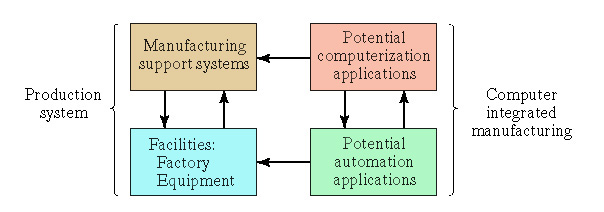 Manufacturing
support systems
Potential
computerization
applications
Production
system
Computer
integrated
manufacturing
Facilities:
Factory
Equipment
Potential
automation
applications